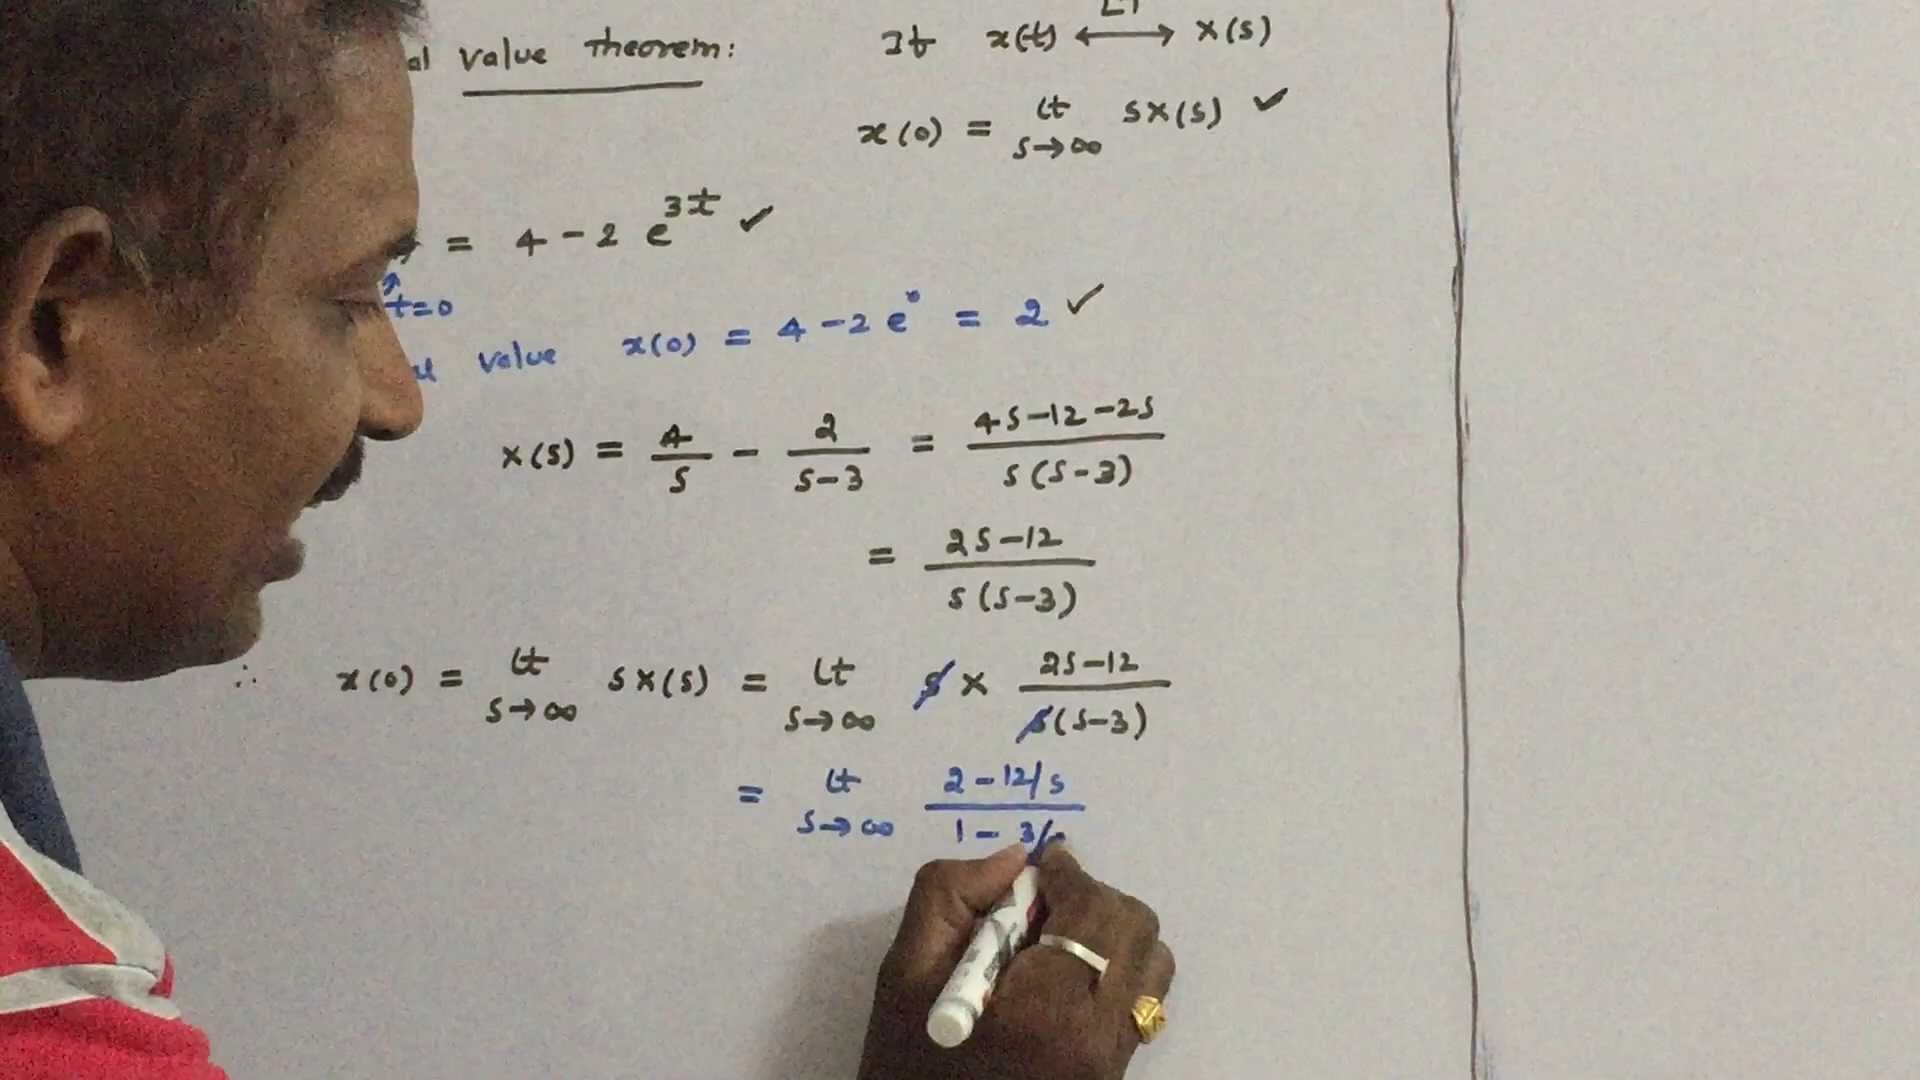 al value theorem: If x(t) ⟷ X(s)
x(0) = Lt s→∞ sX(s) ✓
= 4 - 2 e^{3t} ✓
t=0
value x(0) = 4 - 2 e^0 = 2 ✓
X(s) = 4/s - 2/(s-3) = (4s-12-2s)/(s(s-3))
= (2s-12)/(s(s-3))
∴ x(0) = Lt s→∞ sX(s) = Lt s→∞ s × (2s-12)/(s(s-3))
= Lt s→∞ (2 - 12/s)/(1 - 3/